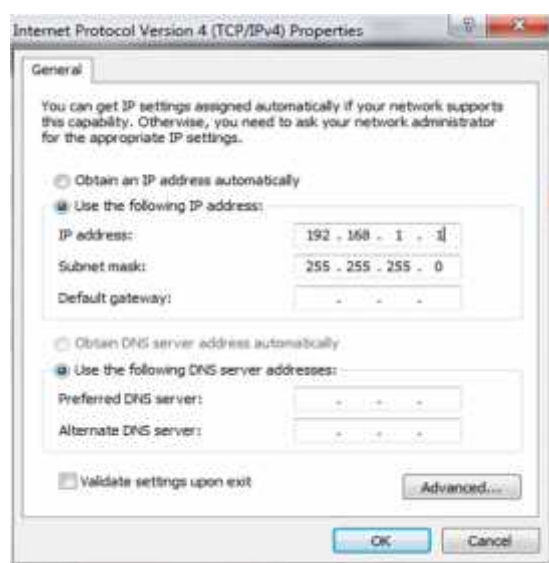 Internet Protocol Version 4 (TCP/IPv4) Properties
General
You can get IP settings assigned automatically if your network supports
this capability. Otherwise, you need to ask your network administrator
for the appropriate IP settings.
Obtain an IP address automatically
Use the following IP address:
IP address: 192 . 168 . 1 . 1
Subnet mask: 255 . 255 . 255 . 0
Default gateway: . . .
Obtain DNS server address automatically
Use the following DNS server addresses:
Preferred DNS server: . . .
Alternate DNS server: . . .
Validate settings upon exit
Advanced...
OK Cancel